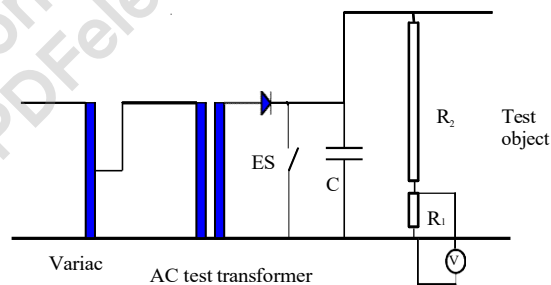 R2
Test
object
ES
C
R1
V
Variac
AC test transformer